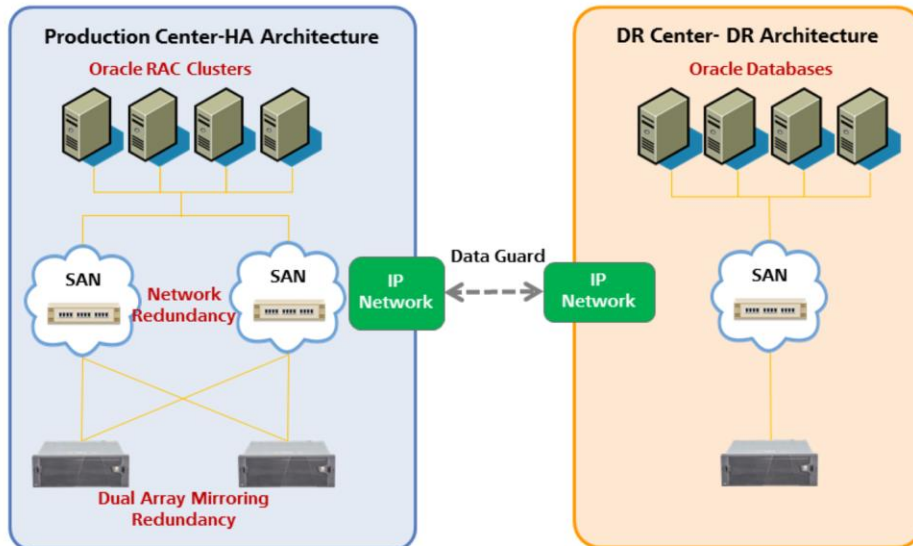 Production Center-HA Architecture
Oracle RAC Clusters
SAN
Network
Redundancy
SAN
IP
Network
Dual Array Mirroring
Redundancy
Data Guard
DR Center- DR Architecture
Oracle Databases
IP
Network
SAN